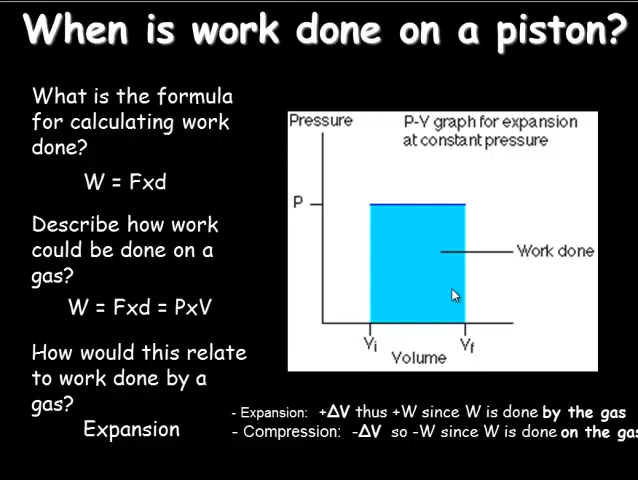 When is work done on a piston?
What is the formula
for calculating work
done?
W = Fxd
Describe how work
could be done on a
gas?
W = Fxd = PxV
How would this relate
to work done by a
gas?
Expansion
Pressure
P-V graph for expansion
at constant pressure
P
Work done
Vi
Vf
Volume
- Expansion: +ΔV thus +W since W is done by the gas
- Compression: -ΔV so -W since W is done on the gas